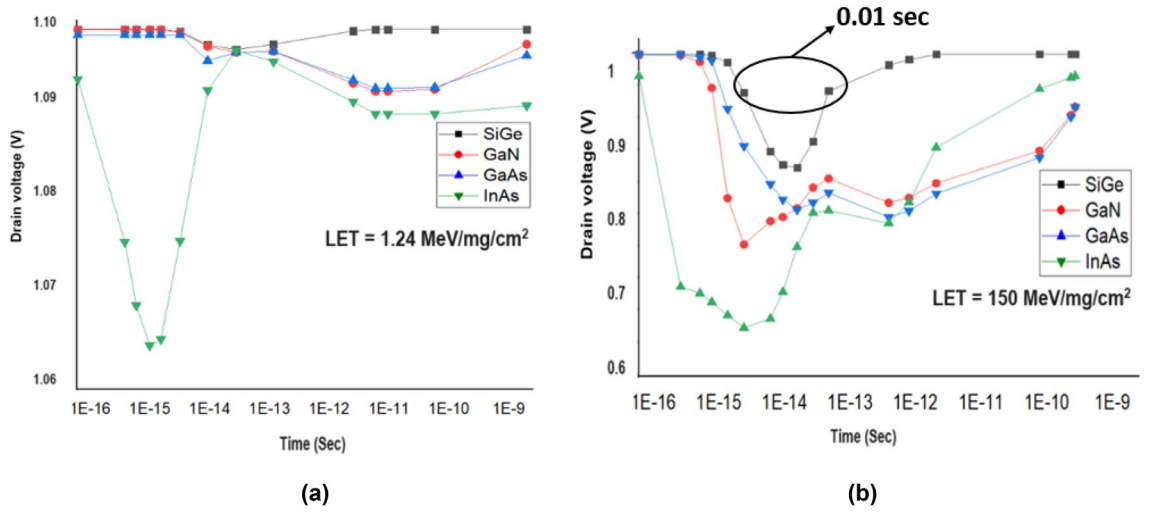 1.10
1.09
1.08
1.07
1.06
Drain voltage (V)
SiGe
GaN
GaAs
InAs
LET = 1.24 MeV/mg/cm²
1E-16 1E-15 1E-14 1E-13 1E-12 1E-11 1E-10 1E-9
Time (Sec)
(a)
0.01 sec
1
0.9
0.8
0.7
0.6
Drain voltage (V)
SiGe
GaN
GaAs
InAs
LET = 150 MeV/mg/cm²
1E-16 1E-15 1E-14 1E-13 1E-12 1E-11 1E-10 1E-9
Time (Sec)
(b)